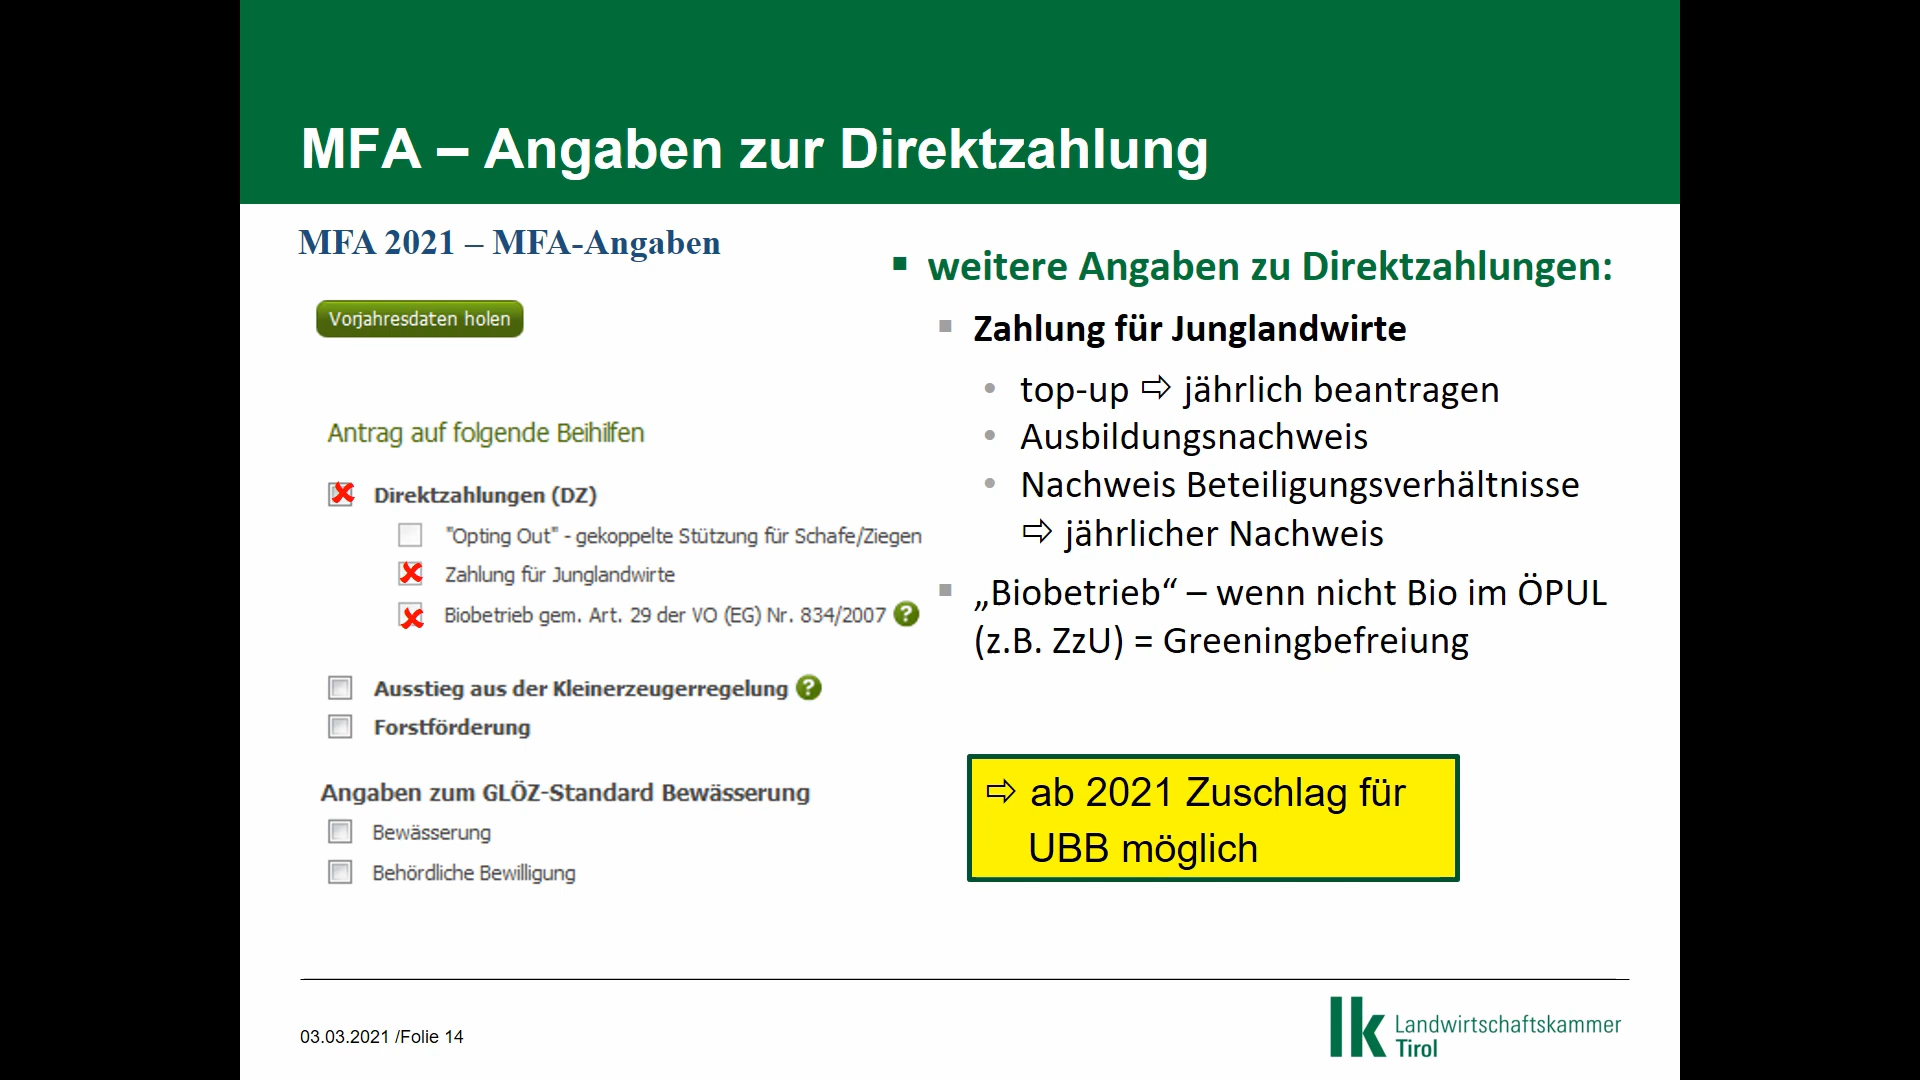 MFA – Angaben zur Direktzahlung
MFA 2021 – MFA-Angaben
Vorjahresdaten holen
Antrag auf folgende Beihilfen
Direktzahlungen (DZ)
"Opting Out" - gekoppelte Stützung für Schafe/Ziegen
Zahlung für Junglandwirte
Biobetrieb gem. Art. 29 der VO (EG) Nr. 834/2007 ?
Ausstieg aus der Kleinerzeugerregelung ?
Forstförderung
Angaben zum GLÖZ-Standard Bewässerung
Bewässerung
Behördliche Bewilligung
▪ weitere Angaben zu Direktzahlungen:
▪ Zahlung für Junglandwirte
• top-up ⇨ jährlich beantragen
• Ausbildungsnachweis
• Nachweis Beteiligungsverhältnisse
⇨ jährlicher Nachweis
▪ „Biobetrieb“ – wenn nicht Bio im ÖPUL
(z.B. ZzU) = Greeningbefreiung
⇨ ab 2021 Zuschlag für
UBB möglich
03.03.2021 /Folie 14
lk Landwirtschaftskammer
Tirol